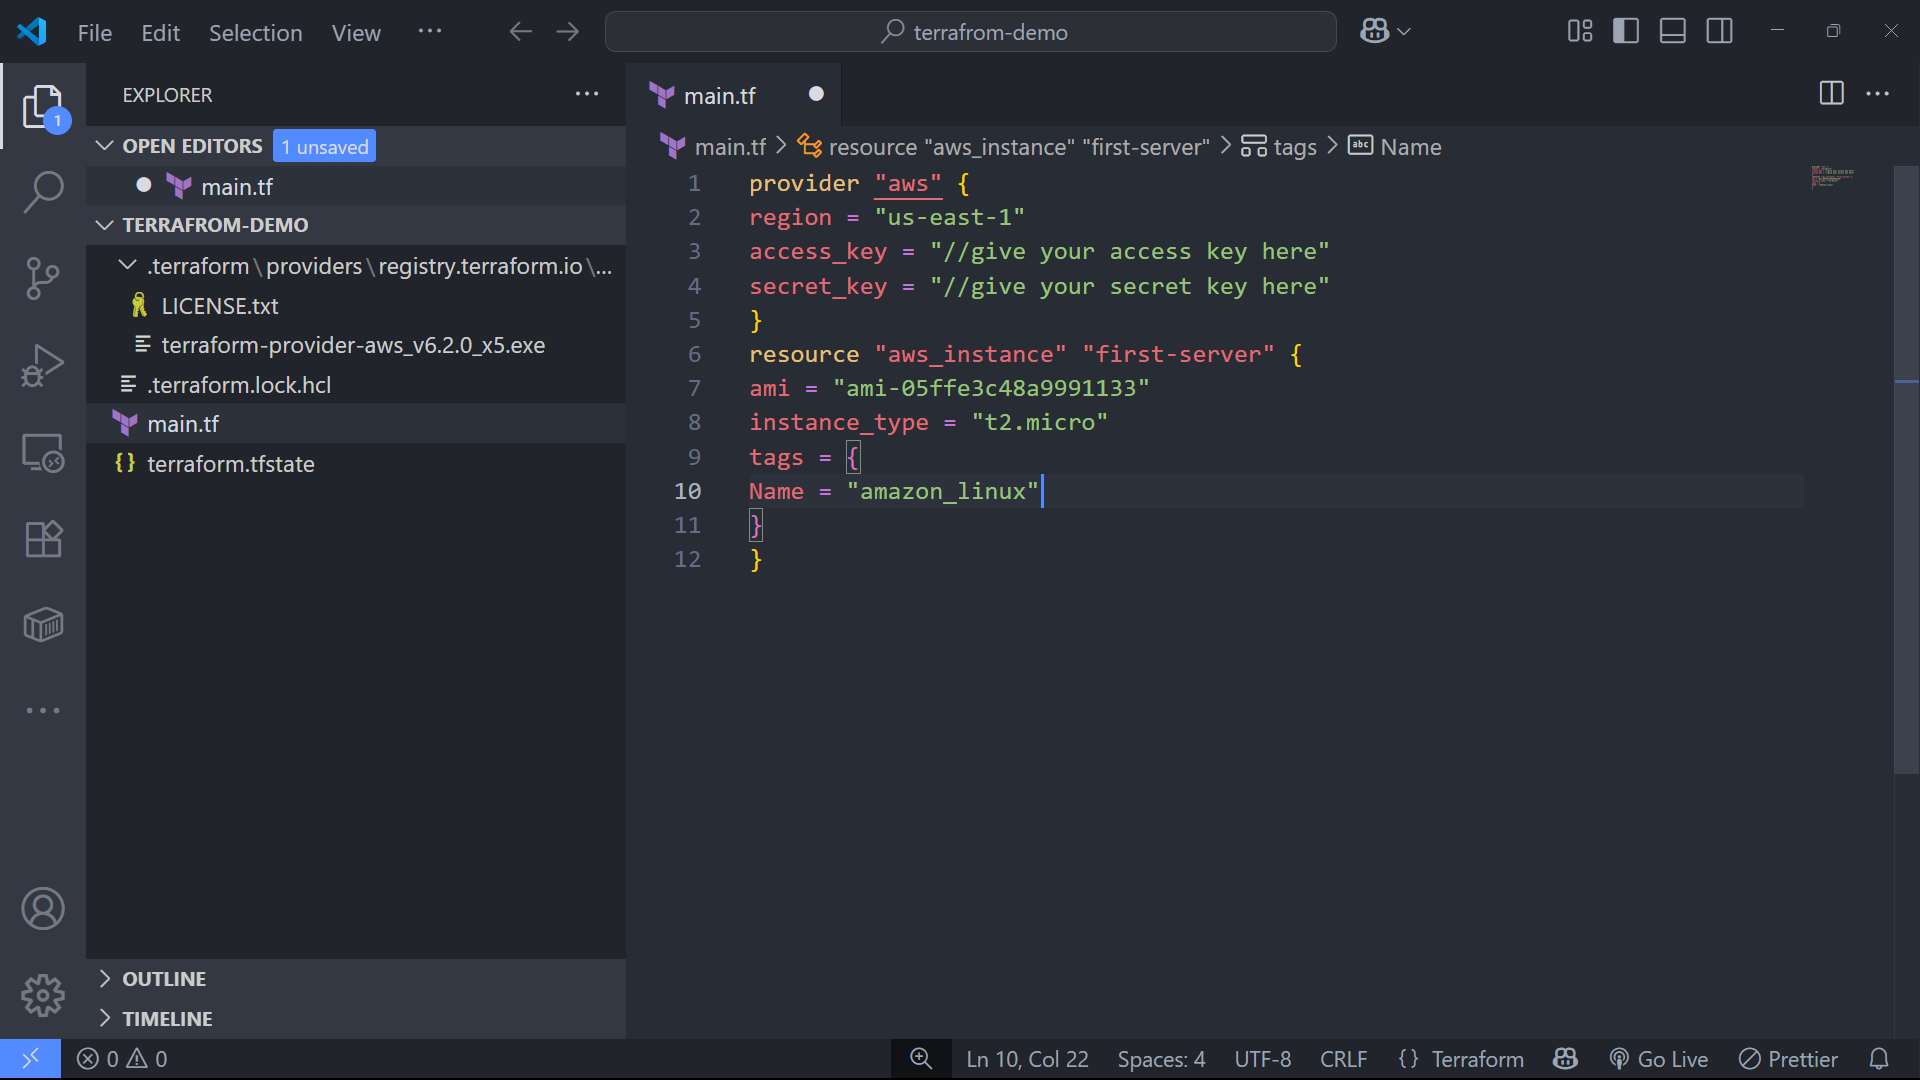 File Edit Selection View ··· terrafrom-demo
EXPLORER
1
OPEN EDITORS 1 unsaved
main.tf
TERRAFROM-DEMO
.terraform\providers\registry.terraform.io\...
LICENSE.txt
terraform-provider-aws_v6.2.0_x5.exe
.terraform.lock.hcl
main.tf
terraform.tfstate
OUTLINE
TIMELINE
main.tf
main.tf > resource "aws_instance" "first-server" > tags > abc Name
1 provider "aws" {
2 region = "us-east-1"
3 access_key = "//give your access key here"
4 secret_key = "//give your secret key here"
5 }
6 resource "aws_instance" "first-server" {
7 ami = "ami-05ffe3c48a9991133"
8 instance_type = "t2.micro"
9 tags = {
10 Name = "amazon_linux"
11 }
12 }
0 0 Ln 10, Col 22 Spaces: 4 UTF-8 CRLF {} Terraform Go Live Prettier